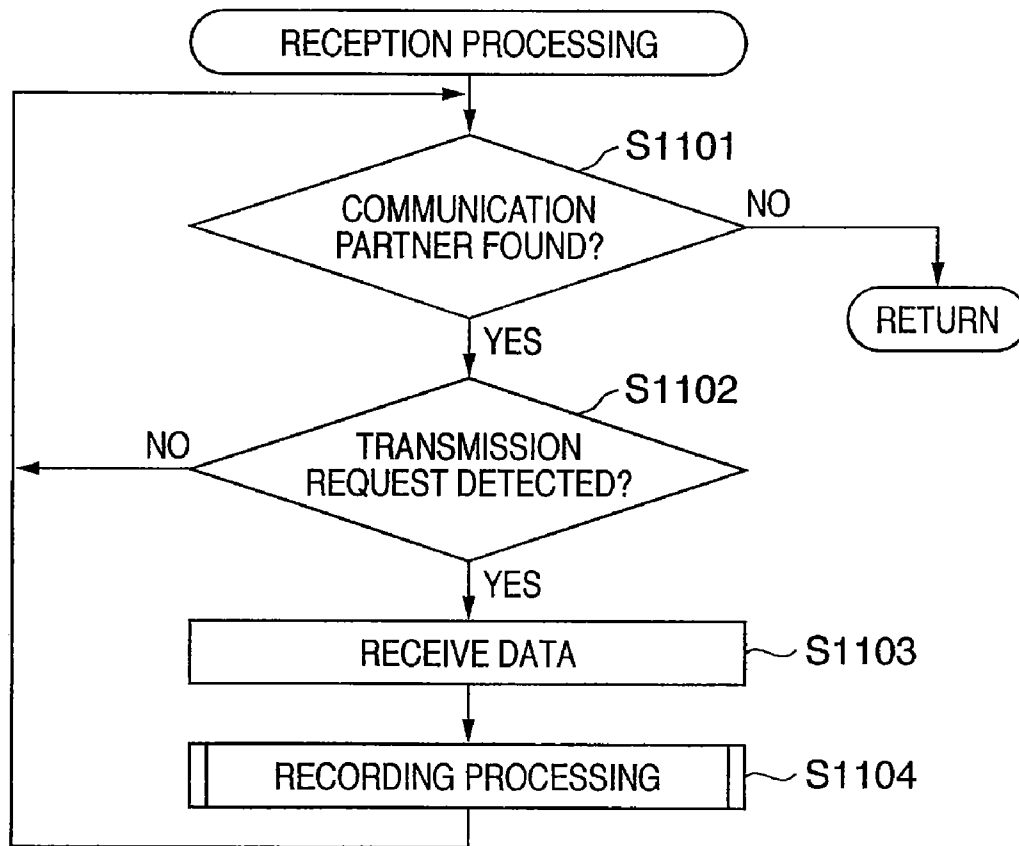 RECEPTION PROCESSING
S1101
COMMUNICATION
PARTNER FOUND?
NO
RETURN
YES
S1102
TRANSMISSION
REQUEST DETECTED?
NO
YES
RECEIVE DATA
S1103
RECORDING PROCESSING
S1104